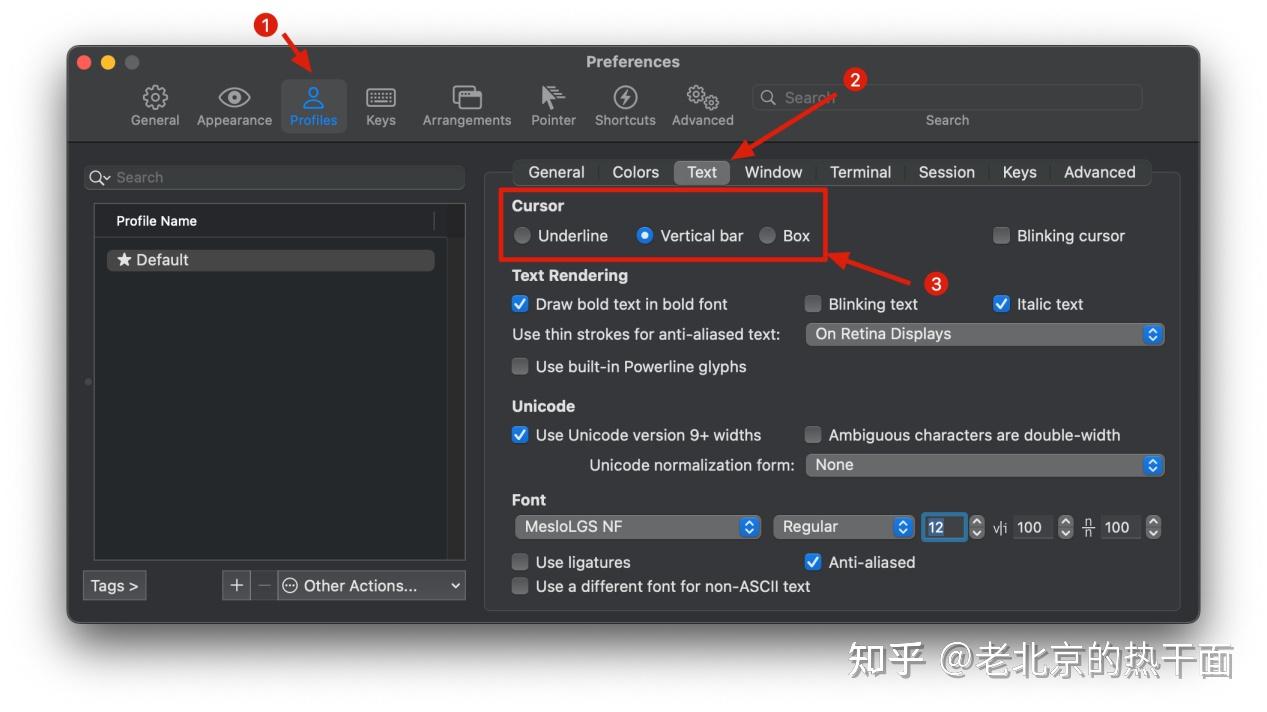 1
Preferences
2
General Appearance Profiles Keys Arrangements Pointer Shortcuts Advanced Search
Search
Search
General Colors Text Window Terminal Session Keys Advanced
Profile Name
★ Default
Cursor
Underline Vertical bar Box Blinking cursor
3
Text Rendering
Draw bold text in bold font Blinking text Italic text
Use thin strokes for anti-aliased text: On Retina Displays
Use built-in Powerline glyphs
Unicode
Use Unicode version 9+ widths Ambiguous characters are double-width
Unicode normalization form: None
Font
MesloLGS NF Regular 12 v|i 100 n/n 100
Use ligatures Anti-aliased
Use a different font for non-ASCII text
Tags > + − Other Actions...
知乎 @老北京的热干面